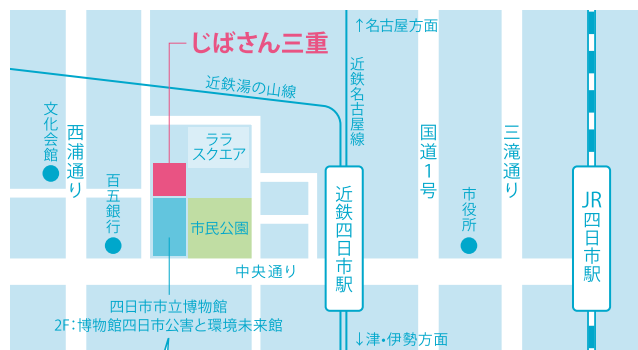 じばさん三重
↑名古屋方面
近鉄湯の山線
近鉄名古屋線
文化会館
西浦通り
ララ
スクエア
国道1号
三滝通り
百五銀行
市民公園
近鉄四日市駅
市役所
JR四日市駅
中央通り
四日市市立博物館
2F:博物館四日市公害と環境未来館
↓津・伊勢方面